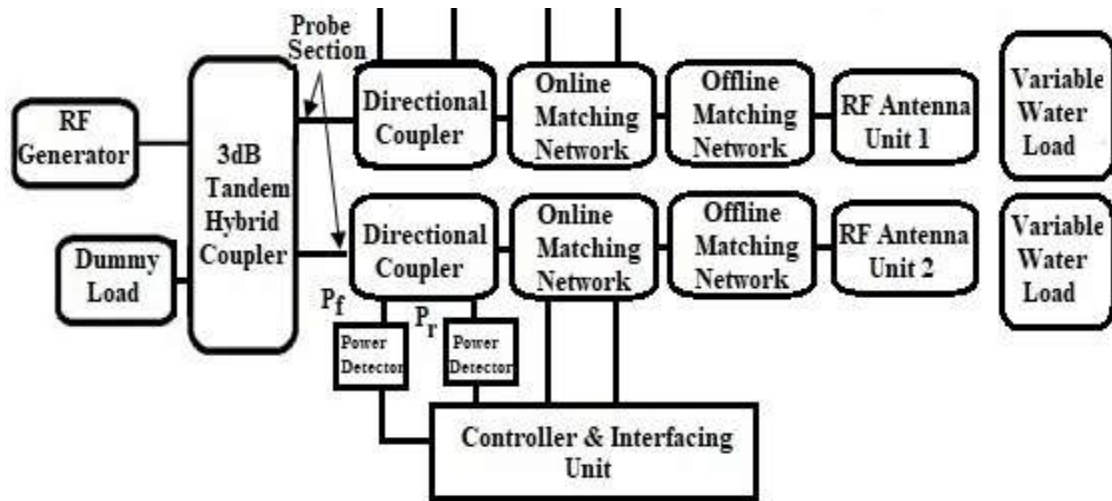 Probe
Section
RF
Generator
Dummy
Load
3dB
Tandem
Hybrid
Coupler
Directional
Coupler
Online
Matching
Network
Offline
Matching
Network
RF Antenna
Unit 1
Variable
Water
Load
Directional
Coupler
Online
Matching
Network
Offline
Matching
Network
RF Antenna
Unit 2
Variable
Water
Load
Pf
Pr
Power
Detector
Power
Detector
Controller & Interfacing
Unit